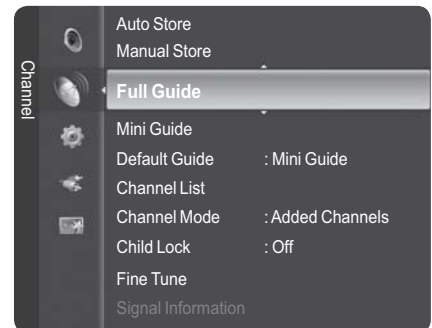 Channel
Auto Store
Manual Store
Full Guide
Mini Guide
Default Guide : Mini Guide
Channel List
Channel Mode : Added Channels
Child Lock : Off
Fine Tune
Signal Information